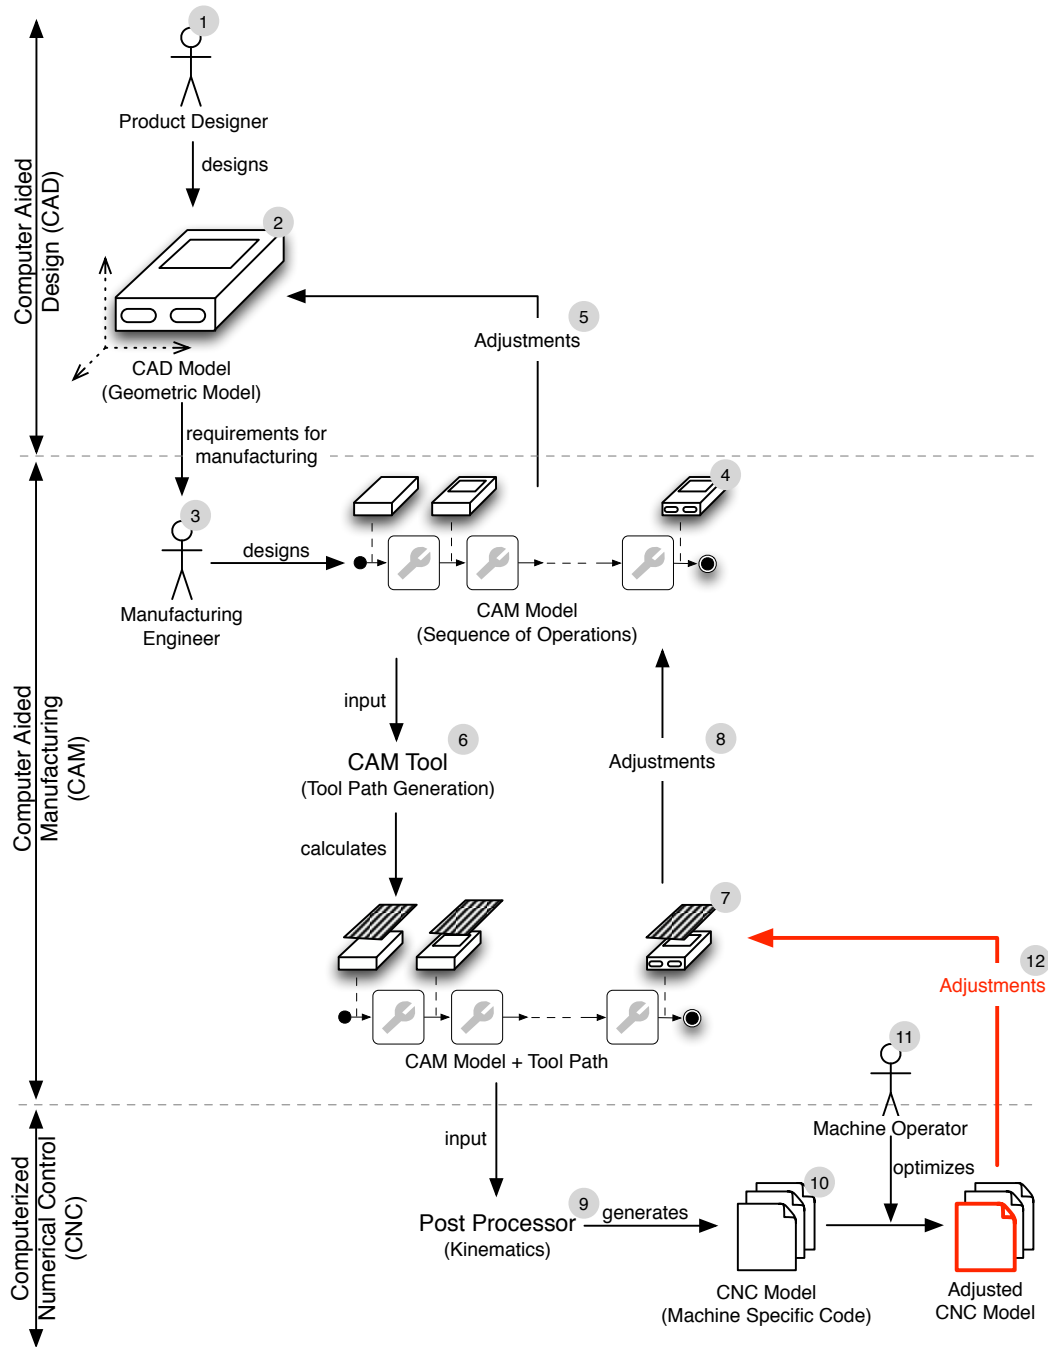 1
Product Designer
designs
Computer Aided
Design (CAD)
2
5
Adjustments
CAD Model
(Geometric Model)
requirements for
manufacturing
4
3
designs
Manufacturing
Engineer
CAM Model
(Sequence of Operations)
Computer Aided
Manufacturing
(CAM)
input
6
CAM Tool
(Tool Path Generation)
8
Adjustments
calculates
7
12
Adjustments
11
CAM Model + Tool Path
Machine Operator
optimizes
Computerized
Numerical Control
(CNC)
input
Post Processor
(Kinematics)
9
generates
10
CNC Model
(Machine Specific Code)
Adjusted
CNC Model